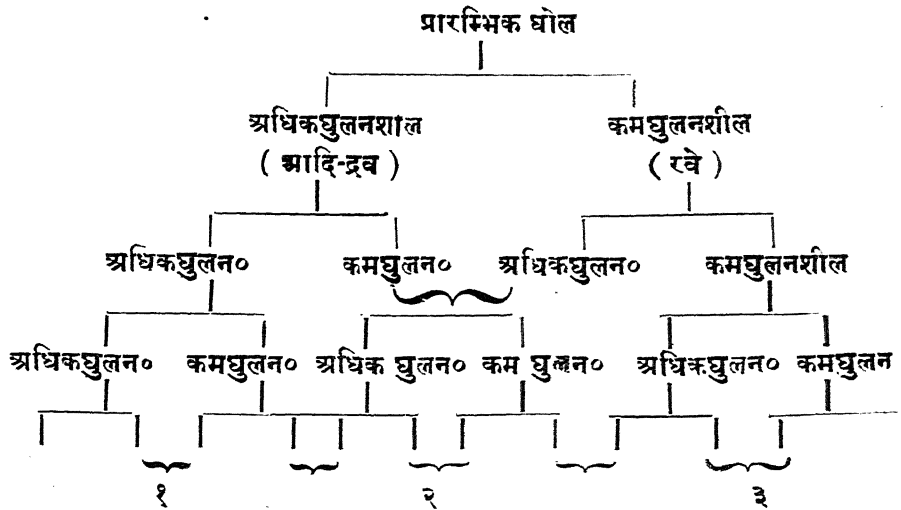 प्रारम्भिक घोल
अधिकघुलनशाल कमघुलनशील
( आदि-द्रव ) ( रवे )
अधिकघुलन० कमघुलन० अधिकघुलन० कमघुलनशील
अधिकघुलन० कमघुलन० अधिक घुलन० कम घुलन० अधिकघुलन० कमघुलन
१ २ ३